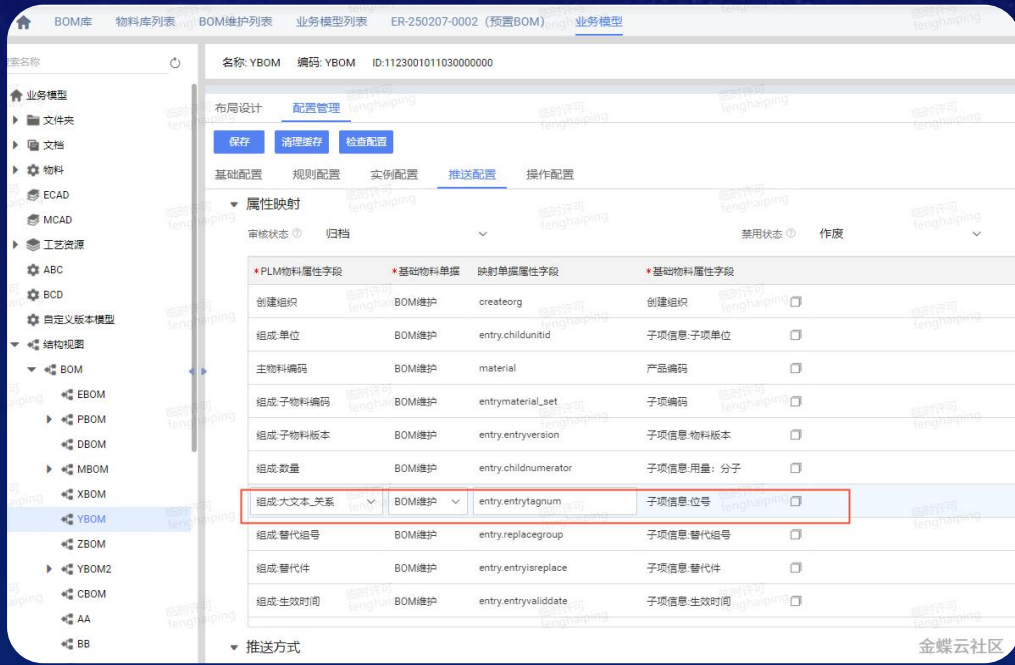 BOM库 物料库列表 BOM维护列表 业务模型列表 ER-250207-0002（预置BOM） 业务模型
搜索名称
名称: YBOM 编码: YBOM ID:1123001011030000000
业务模型
文件夹
文档
物料
ECAD
MCAD
工艺资源
ABC
BCD
自定义版本模型
结构视图
BOM
EBOM
PBOM
DBOM
MBOM
XBOM
YBOM
ZBOM
YBOM2
CBOM
AA
BB
布局设计 配置管理
保存 清理缓存 检查配置
基础配置 规则配置 实例配置 推送配置 操作配置
属性映射
审核状态 归档 禁用状态 作废
*PLM物料属性字段 *基础物料单据 映射单据属性字段 *基础物料属性字段
创建组织 BOM维护 createorg 创建组织
组成:单位 BOM维护 entry.childunitid 子项信息:子项单位
主物料编码 BOM维护 material 产品编码
组成:子物料编码 BOM维护 entrymaterial_set 子项编码
组成:子物料版本 BOM维护 entry.entryversion 子项信息:物料版本
组成:数量 BOM维护 entry.childnumerator 子项信息:用量：分子
组成:大文本_关系 BOM维护 entry.entrytagnum 子项信息:位号
组成:替代组号 BOM维护 entry.replacegroup 子项信息:替代组号
组成:替代件 BOM维护 entry.entryisreplace 子项信息:替代件
组成:生效时间 BOM维护 entry.entryvaliddate 子项信息:生效时间
推送方式
临时许可
fenghaiping
金蝶云社区